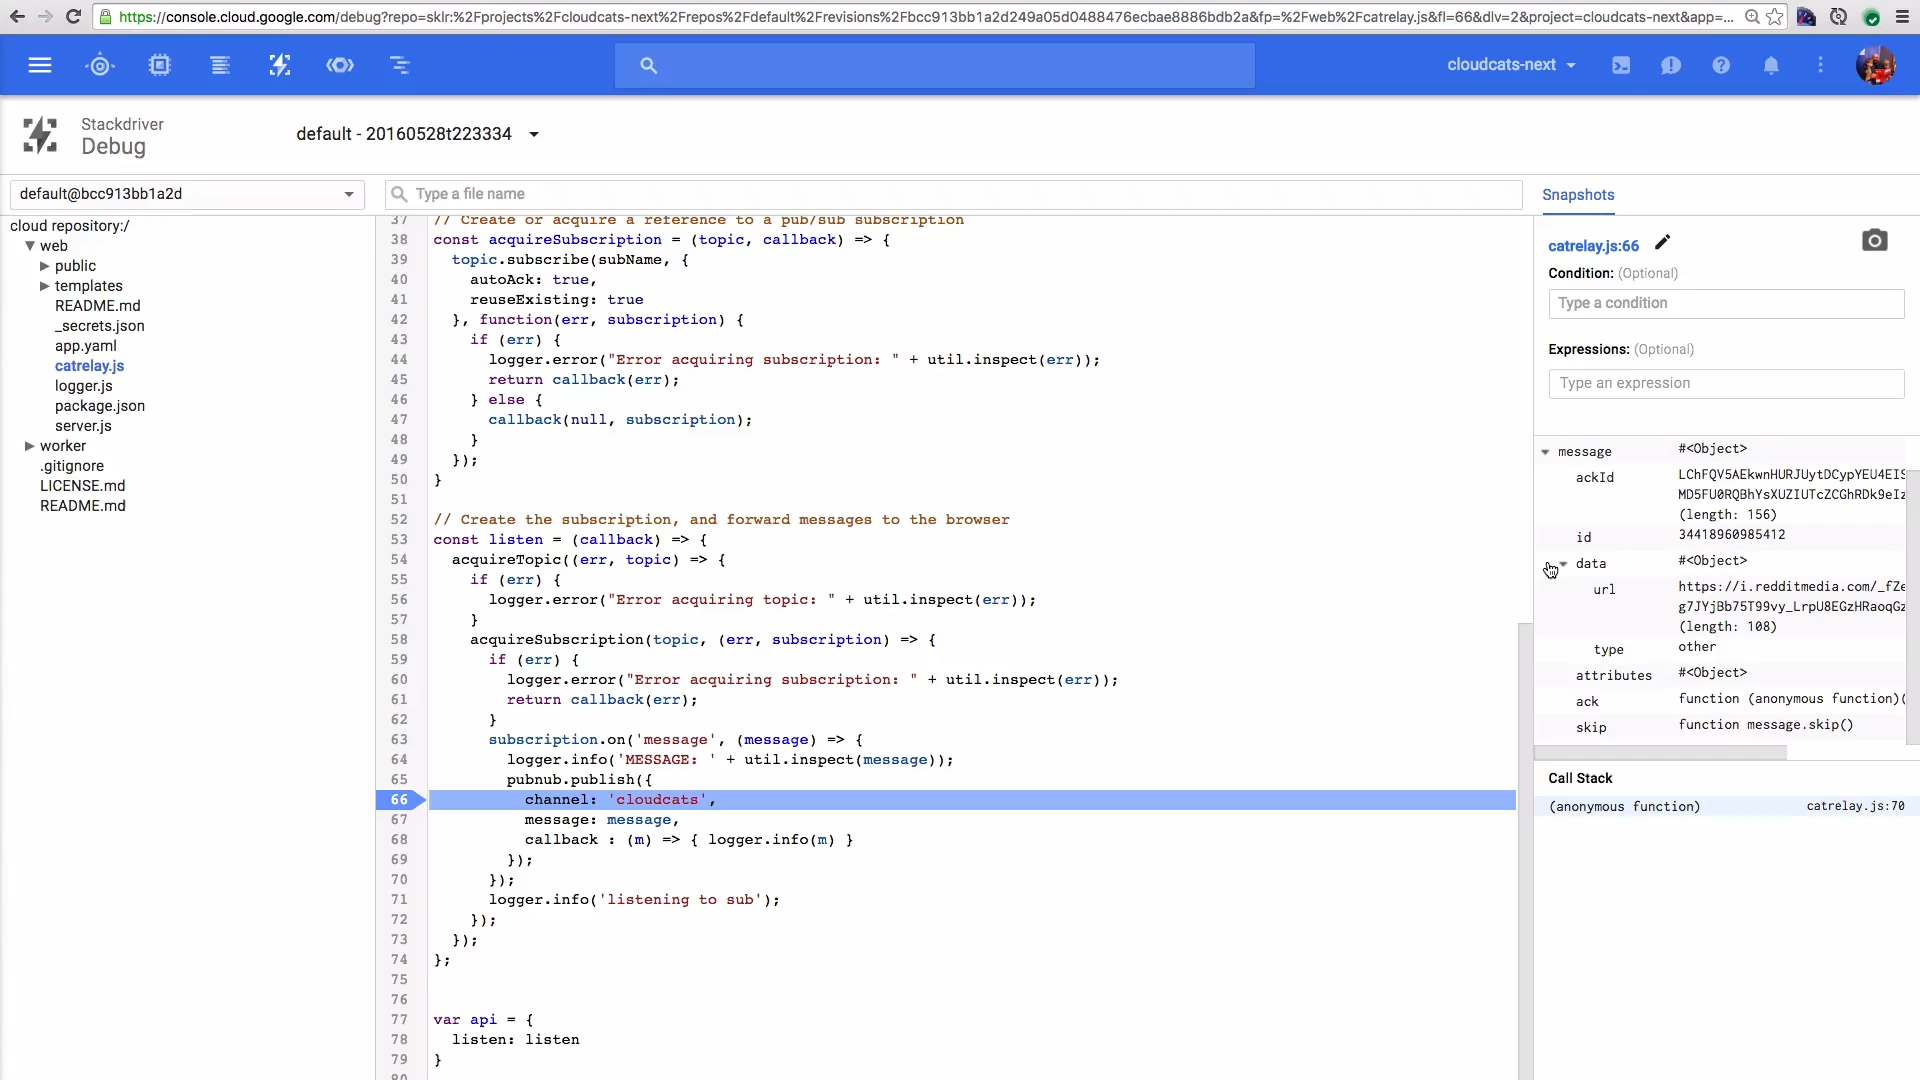 https://console.cloud.google.com/debug?repo=sklr:%2Fprojects%2Fcloudcats-next%2Frepos%2Fdefault%2Frevisions%2Fbcc913bb1a2d249a05d0488476ecbae8886bdb2a&fp=%2Fweb%2Fcatrelay.js&fl=66&dlv=2&project=cloudcats-next&app=...
cloudcats-next
Stackdriver
Debug
default - 20160528t223334
default@bcc913bb1a2d
Type a file name
Snapshots
cloud repository:/
web
public
templates
README.md
_secrets.json
app.yaml
catrelay.js
logger.js
package.json
server.js
worker
.gitignore
LICENSE.md
README.md
37 // Create or acquire a reference to a pub/sub subscription
38 const acquireSubscription = (topic, callback) => {
39 topic.subscribe(subName, {
40 autoAck: true,
41 reuseExisting: true
42 }, function(err, subscription) {
43 if (err) {
44 logger.error("Error acquiring subscription: " + util.inspect(err));
45 return callback(err);
46 } else {
47 callback(null, subscription);
48 }
49 });
50 }
51
52 // Create the subscription, and forward messages to the browser
53 const listen = (callback) => {
54 acquireTopic((err, topic) => {
55 if (err) {
56 logger.error("Error acquiring topic: " + util.inspect(err));
57 }
58 acquireSubscription(topic, (err, subscription) => {
59 if (err) {
60 logger.error("Error acquiring subscription: " + util.inspect(err));
61 return callback(err);
62 }
63 subscription.on('message', (message) => {
64 logger.info('MESSAGE: ' + util.inspect(message));
65 pubnub.publish({
66 channel: 'cloudcats',
67 message: message,
68 callback : (m) => { logger.info(m) }
69 });
70 });
71 logger.info('listening to sub');
72 });
73 });
74 };
75
76
77 var api = {
78 listen: listen
79 }
80
catrelay.js:66
Condition: (Optional)
Type a condition
Expressions: (Optional)
Type an expression
message #<Object>
ackId LChFQV5AEkwnHURJUytDCypYEU4EIS
MD5FU0RQBhYsXUZIUTcZCGhRDk9eIz
(length: 156)
id 34418960985412
data #<Object>
url https://i.redditmedia.com/_fZe
g7JYjBb75T99vy_LrpU8EGzHRaoqGz
(length: 108)
type other
attributes #<Object>
ack function (anonymous function)(
skip function message.skip()
Call Stack
(anonymous function) catrelay.js:70